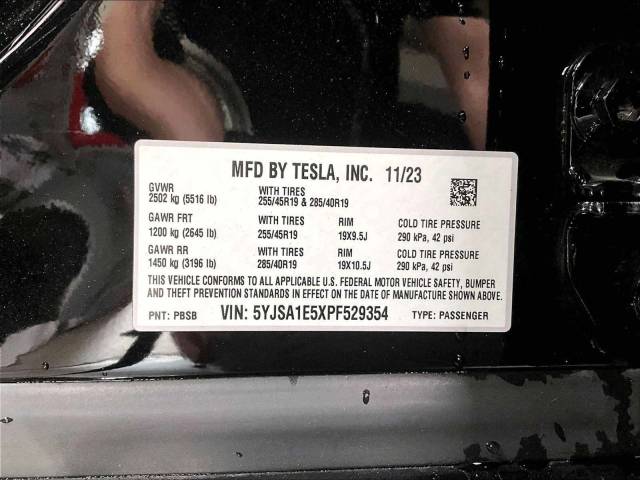 MFD BY TESLA, INC. 11/23
GVWR
2502 kg (5516 lb)
WITH TIRES
255/45R19 & 285/40R19
GAWR FRT
1200 kg (2645 lb)
WITH TIRES
255/45R19
RIM
19X9.5J
COLD TIRE PRESSURE
290 kPa, 42 psi
GAWR RR
1450 kg (3196 lb)
WITH TIRES
285/40R19
RIM
19X10.5J
COLD TIRE PRESSURE
290 kPa, 42 psi
THIS VEHICLE CONFORMS TO ALL APPLICABLE U.S. FEDERAL MOTOR VEHICLE SAFETY, BUMPER
AND THEFT PREVENTION STANDARDS IN EFFECT ON THE DATE OF MANUFACTURE SHOWN ABOVE.
PNT: PBSB VIN: 5YJSA1E5XPF529354 TYPE: PASSENGER